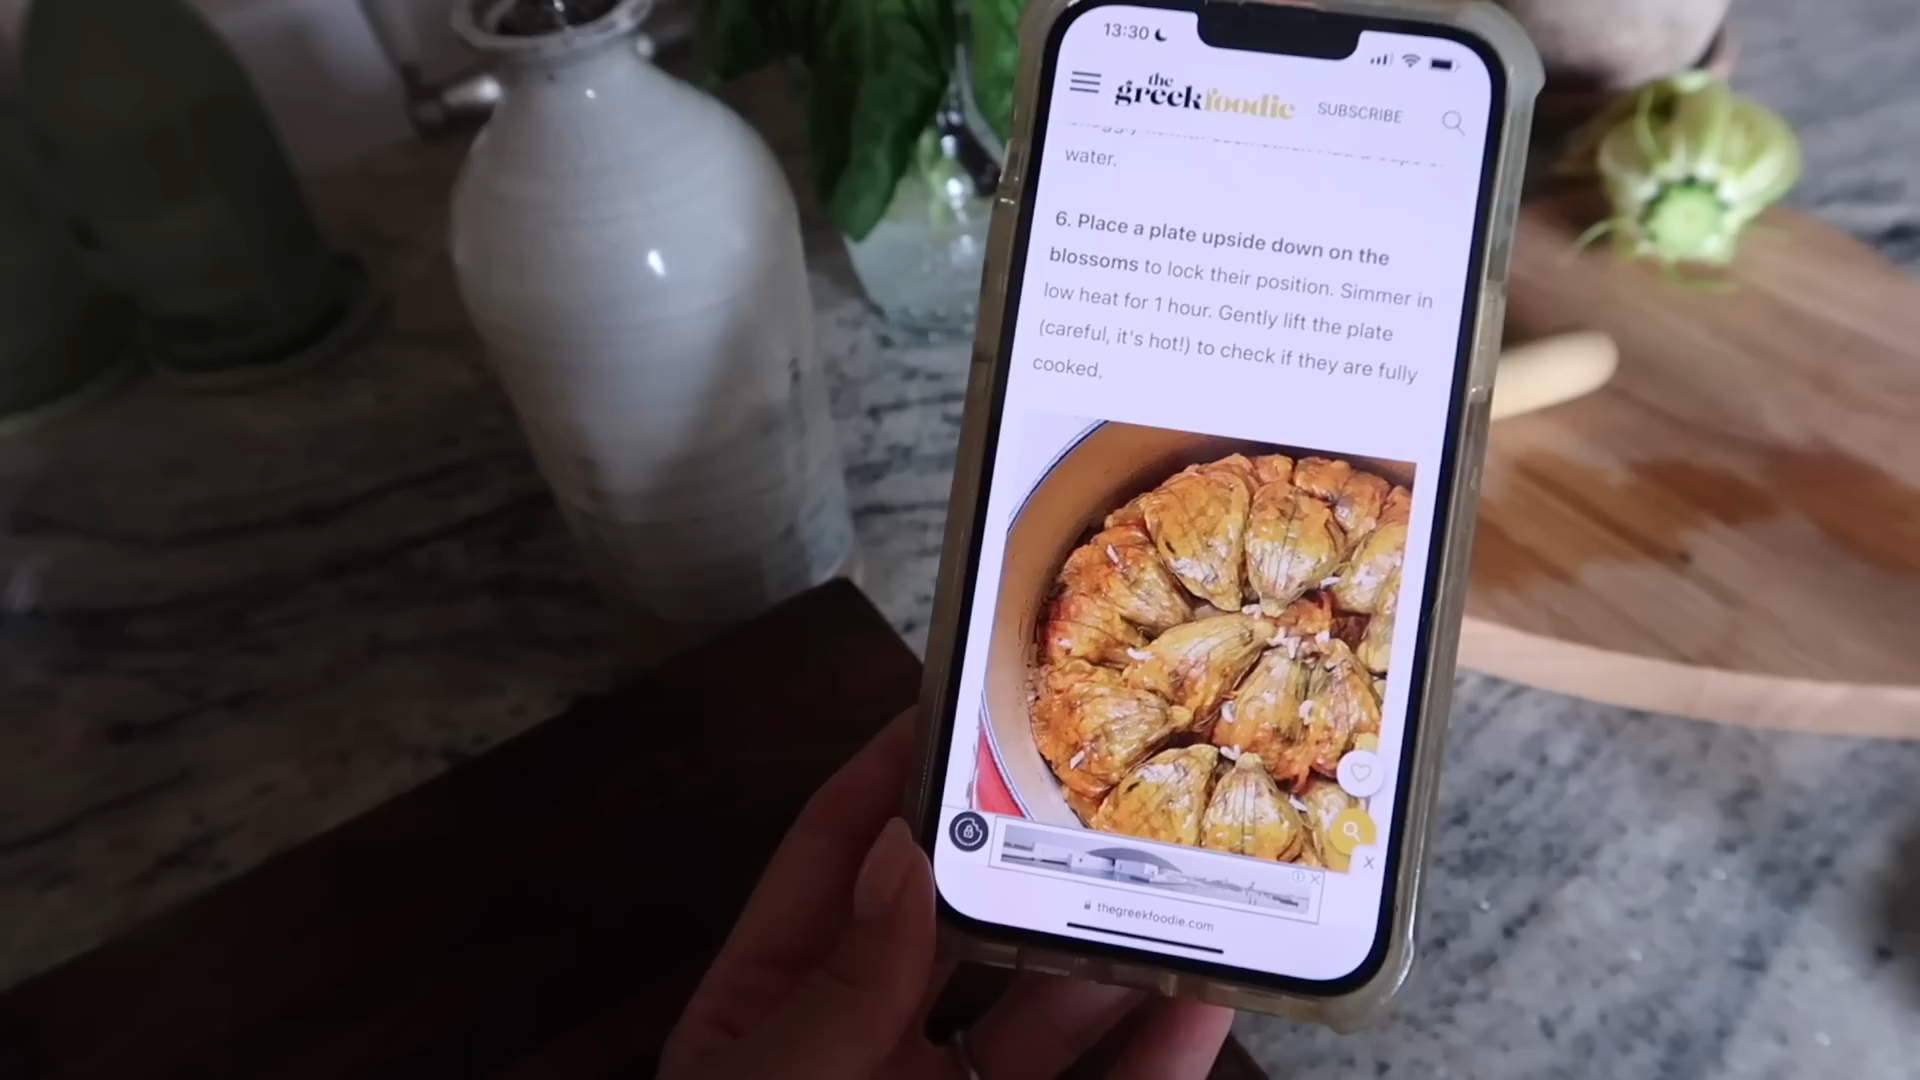 13:30
the
greekfoodie
SUBSCRIBE
water.
6. Place a plate upside down on the
blossoms to lock their position. Simmer in
low heat for 1 hour. Gently lift the plate
(careful, it's hot!) to check if they are fully
cooked.
thegreekfoodie.com